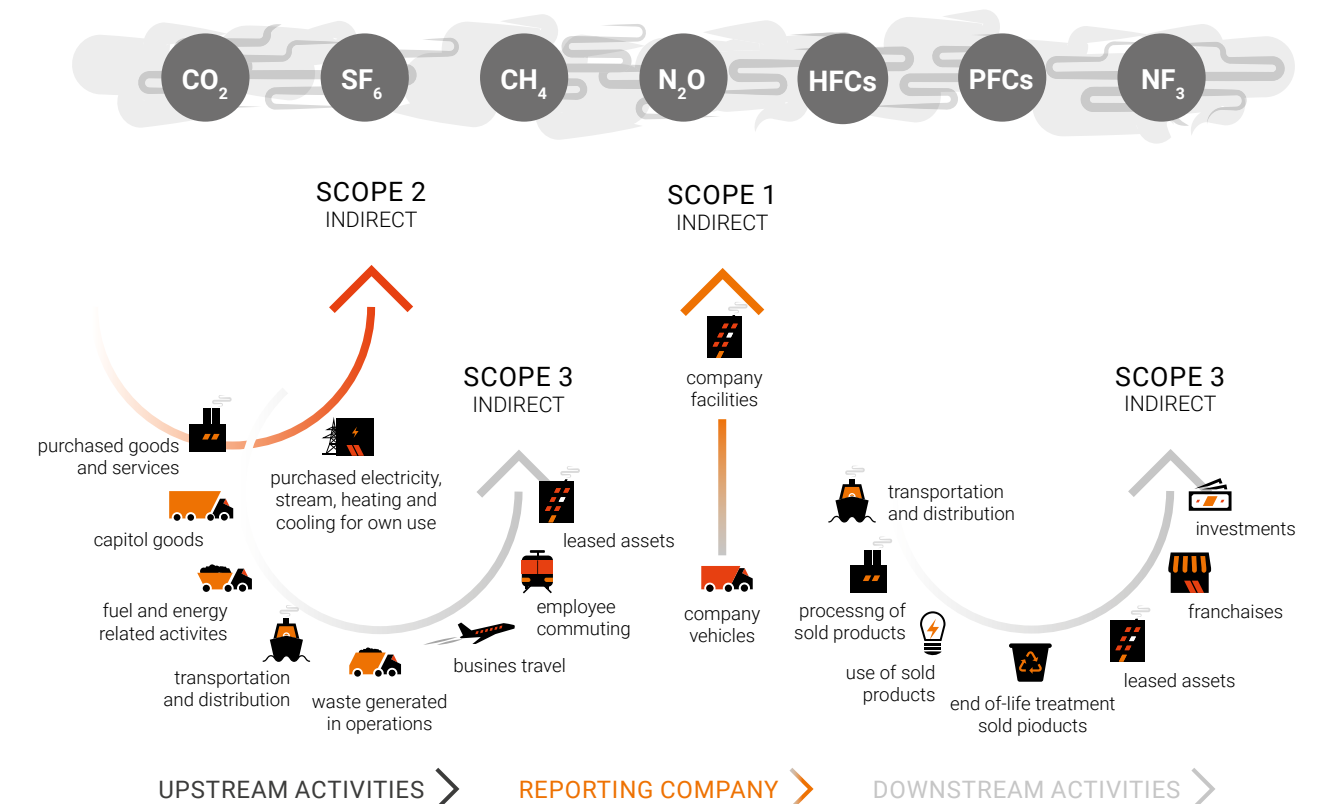 CO2
SF6
CH4
N2O
HFCs
PFCs
NF3
SCOPE 2
INDIRECT
SCOPE 1
INDIRECT
SCOPE 3
INDIRECT
SCOPE 3
INDIRECT
purchased goods
and services
capitol goods
fuel and energy
related activites
transportation
and distribution
waste generated
in operations
purchased electricity,
stream, heating and
cooling for own use
busines travel
employee
commuting
leased assets
company
facilities
company
vehicles
transportation
and distribution
processng of
sold products
use of sold
products
end of-life treatment
sold pioducts
leased assets
franchaises
investments
UPSTREAM ACTIVITIES
REPORTING COMPANY
DOWNSTREAM ACTIVITIES